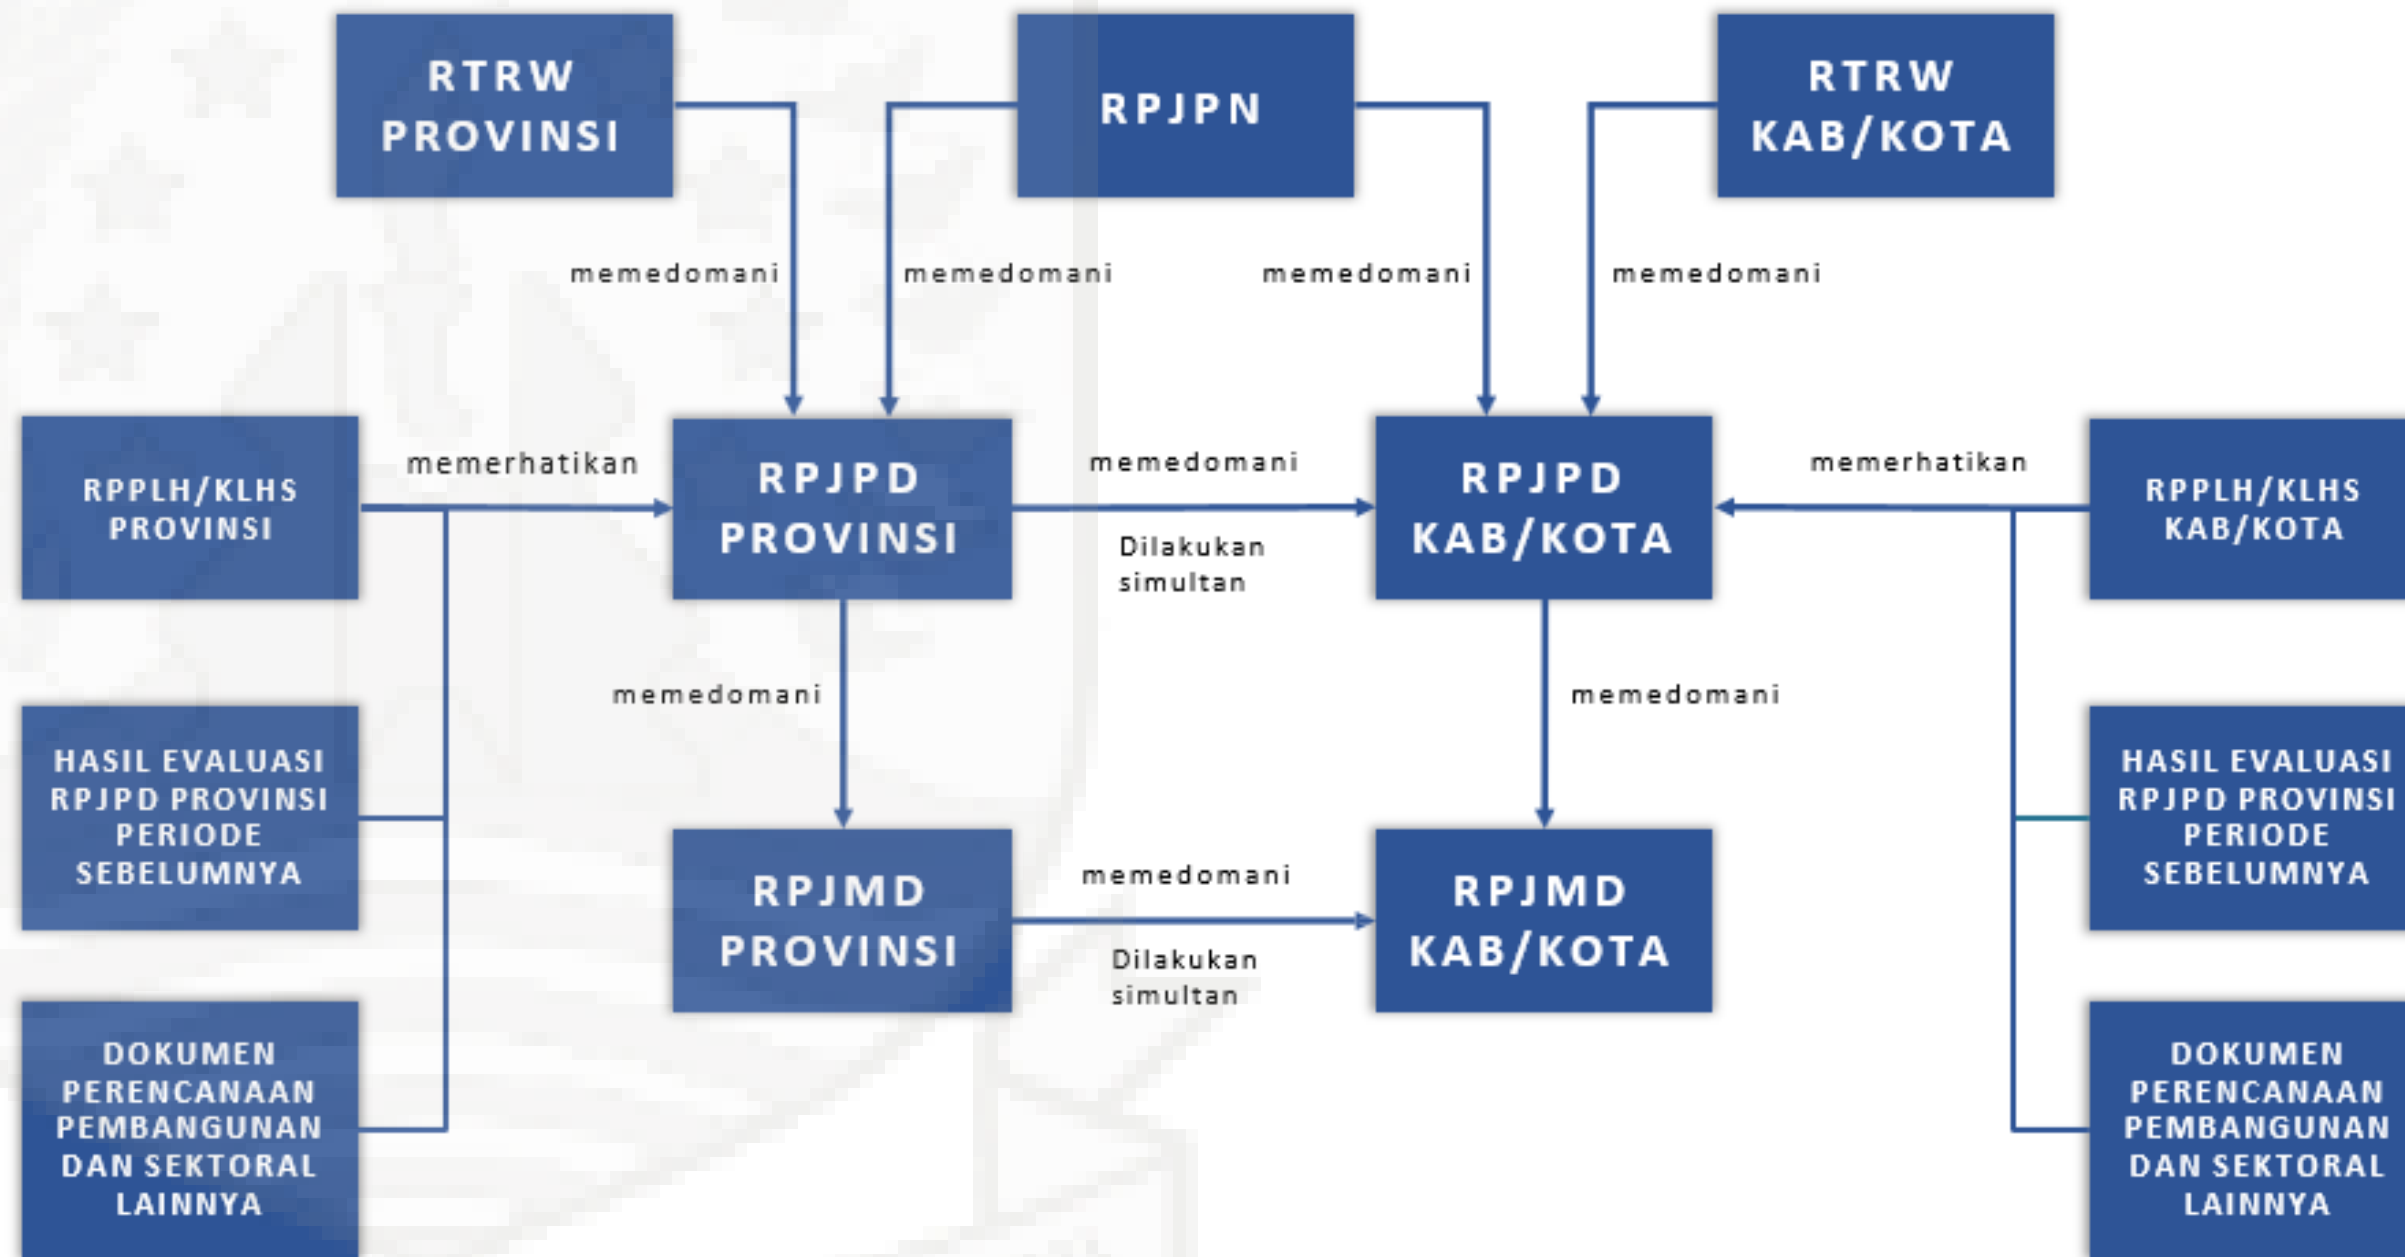 RTRW
PROVINSI
RPJPN
RTRW
KAB/KOTA
memedomani
memedomani
memedomani
memedomani
RPPLH/KLHS
PROVINSI
memerhatikan
RPJPD
PROVINSI
memedomani
Dilakukan
simultan
RPJPD
KAB/KOTA
memerhatikan
RPPLH/KLHS
KAB/KOTA
memedomani
memedomani
HASIL EVALUASI
RPJPD PROVINSI
PERIODE
SEBELUMNYA
RPJMD
PROVINSI
memedomani
Dilakukan
simultan
RPJMD
KAB/KOTA
HASIL EVALUASI
RPJPD PROVINSI
PERIODE
SEBELUMNYA
DOKUMEN
PERENCANAAN
PEMBANGUNAN
DAN SEKTORAL
LAINNYA
DOKUMEN
PERENCANAAN
PEMBANGUNAN
DAN SEKTORAL
LAINNYA